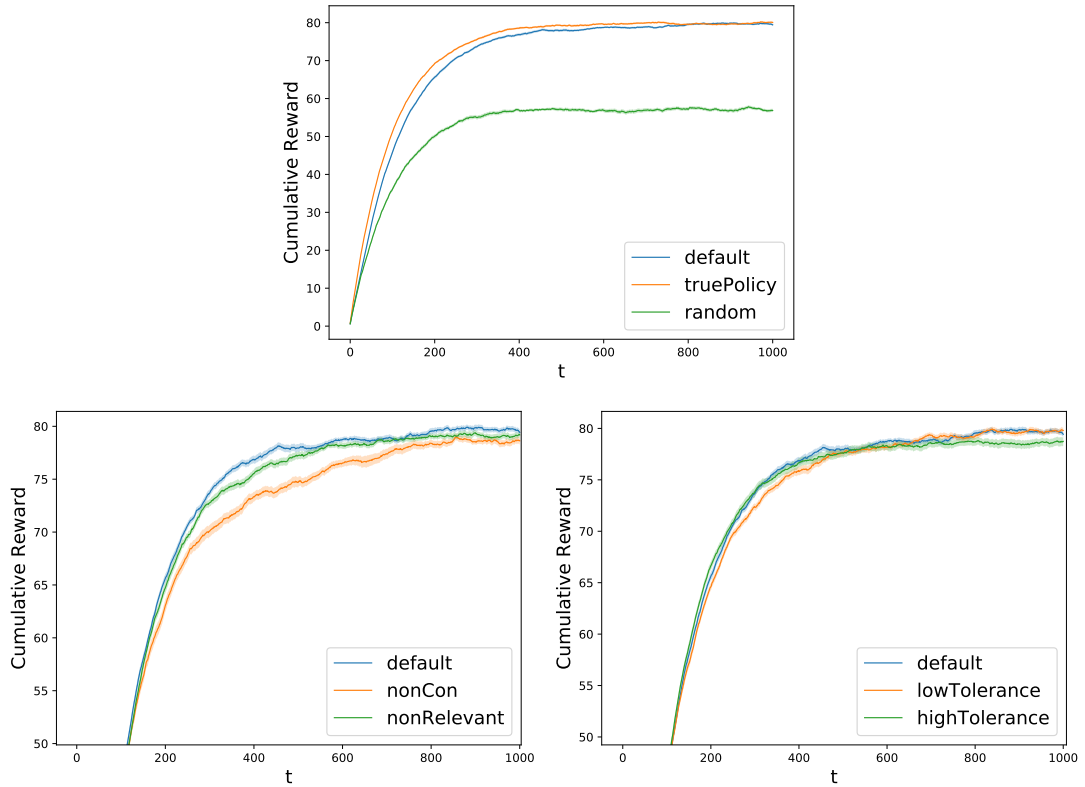 80
70
60
50
40
30
20
10
0
Cumulative Reward
default
truePolicy
random
0 200 400 600 800 1000
t
80
75
70
65
60
55
50
Cumulative Reward
default
nonCon
nonRelevant
0 200 400 600 800 1000
t
80
75
70
65
60
55
50
Cumulative Reward
default
lowTolerance
highTolerance
0 200 400 600 800 1000
t